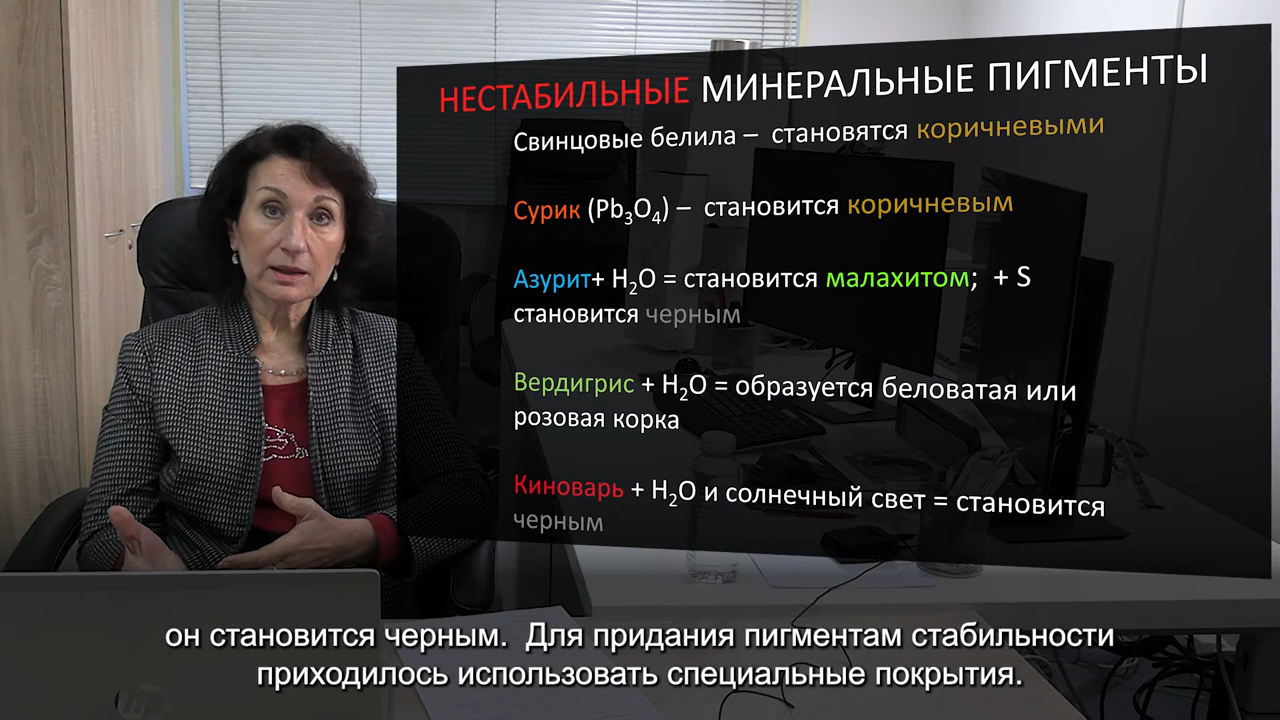 НЕСТАБИЛЬНЫЕ МИНЕРАЛЬНЫЕ ПИГМЕНТЫ
Свинцовые белила – становятся коричневыми
Сурик (Pb₃O₄) – становится коричневым
Азурит+ H₂O = становится малахитом; + S
становится черным
Вердигрис + H₂O = образуется беловатая или
розовая корка
Киноварь + H₂O и солнечный свет = становится
черным
он становится черным. Для придания пигментам стабильности
приходилось использовать специальные покрытия.